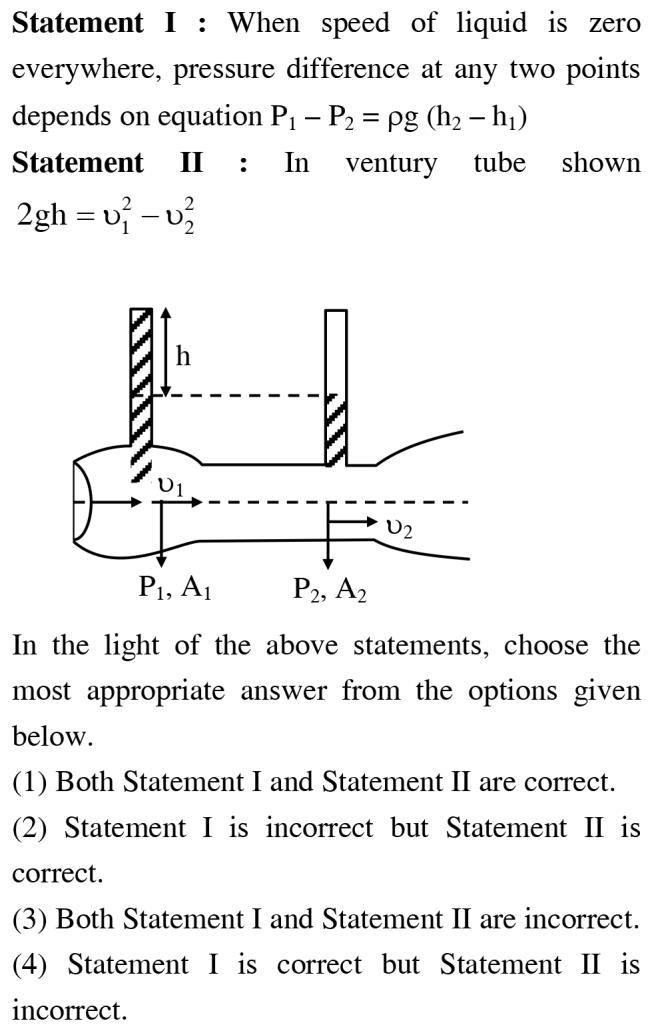 Statement I : When speed of liquid is zero
everywhere, pressure difference at any two points
depends on equation P₁ – P₂ = ρg (h₂ – h₁)
Statement II : In ventury tube shown
2gh = υ₁² – υ₂²
h
υ₁
υ₂
P₁, A₁ P₂, A₂
In the light of the above statements, choose the
most appropriate answer from the options given
below.
(1) Both Statement I and Statement II are correct.
(2) Statement I is incorrect but Statement II is
correct.
(3) Both Statement I and Statement II are incorrect.
(4) Statement I is correct but Statement II is
incorrect.